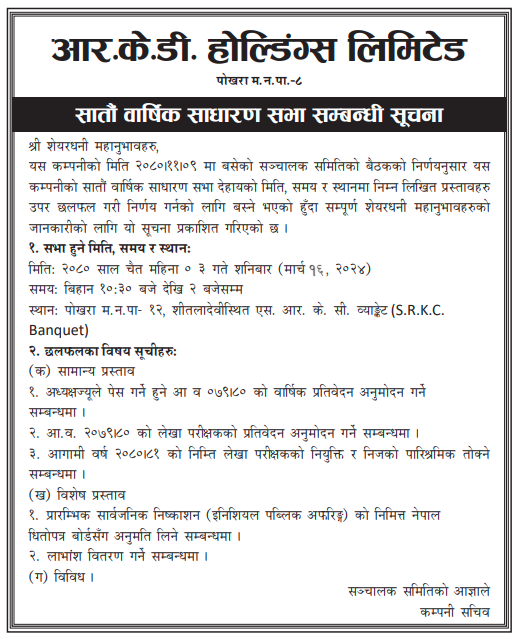 आर.के.डी. होल्डिंग्स लिमिटेड
पोखरा म.न.पा.-८
सातौं वार्षिक साधारण सभा सम्बन्धी सूचना
श्री शेयरधनी महानुभावहरु,
यस कम्पनीको मिति २०८०।११।०९ मा बसेको सञ्चालक समितिको बैठकको निर्णयनुसार यस
कम्पनीको सातौं वार्षिक साधारण सभा देहायको मिति, समय र स्थानमा निम्न लिखित प्रस्तावहरु
उपर छलफल गरी निर्णय गर्नको लागि बस्ने भएको हुँदा सम्पूर्ण शेयरधनी महानुभावहरुको
जानकारीको लागि यो सूचना प्रकाशित गरिएको छ ।
१. सभा हुने मिति, समय र स्थान:
मिति: २०८० साल चैत महिना ० ३ गते शनिबार (मार्च १६, २०२४)
समय: बिहान १०:३० बजे देखि २ बजेसम्म
स्थान: पोखरा म.न.पा- १२, शीतलादेवीस्थित एस. आर. के. सी. व्याङ्केट (S.R.K.C.
Banquet)
२. छलफलका विषय सूचीहरु:
(क) सामान्य प्रस्ताव
१. अध्यक्षज्यूले पेस गर्ने हुने आ व ०७९।८० को वार्षिक प्रतिवेदन अनुमोदन गर्ने
सम्बन्धमा ।
२. आ.व. २०७९।८० को लेखा परीक्षकको प्रतिवेदन अनुमोदन गर्ने सम्बन्धमा ।
३. आगामी वर्ष २०८०।८१ को निम्ति लेखा परीक्षकको नियुक्ति र निजको पारिश्रमिक तोक्ने
सम्बन्धमा ।
(ख) विशेष प्रस्ताव
१. प्रारम्भिक सार्वजनिक निष्काशन (इनिशियल पब्लिक अफरिङ्ग) को निमित्त नेपाल
धितोपत्र बोर्डसँग अनुमति लिने सम्बन्धमा ।
२. लाभांश वितरण गर्ने सम्बन्धमा ।
(ग) विविध ।
सञ्चालक समितिको आज्ञाले
कम्पनी सचिव